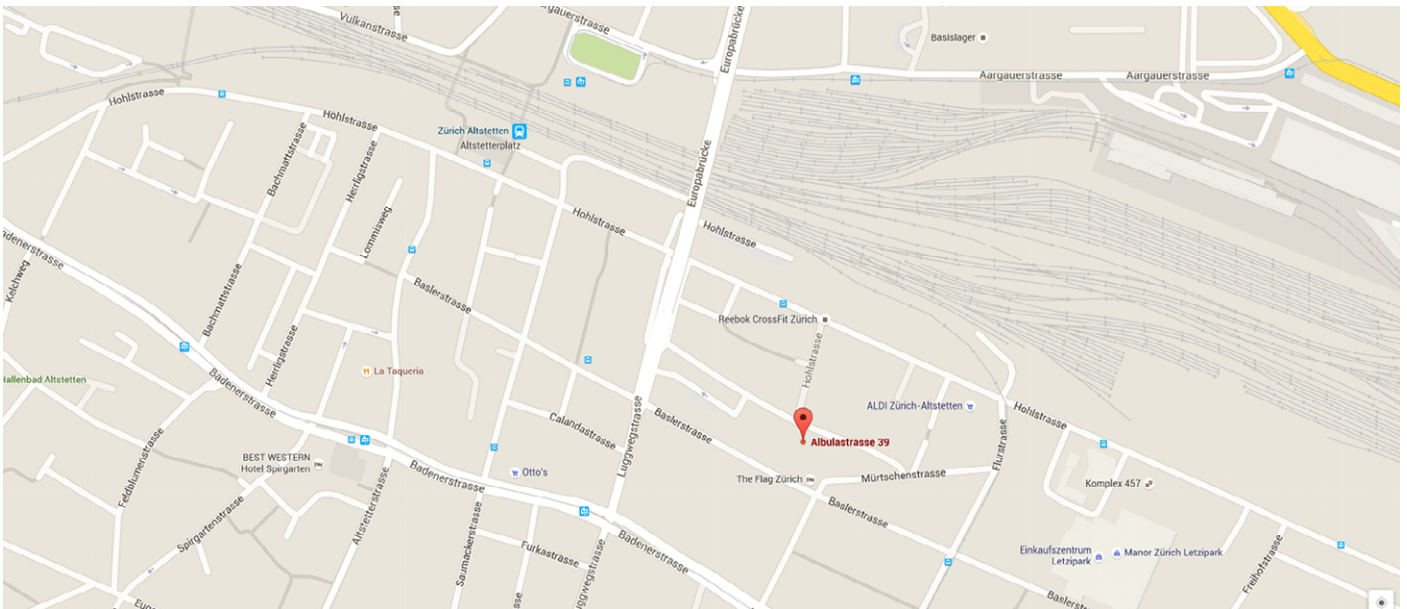 Vulkanstrasse
Europabrücke
Basislager
Aargauerstrasse
Aargauerstrasse
Hohlstrasse
Hohlstrasse
Zürich Altstetten
Altstetterplatz
Bachmattstrasse
Herrligstrasse
Lommisweg
Europabrücke
Hohlstrasse
Hohlstrasse
Badenerstrasse
Kelchweg
Bachmattstrasse
Baslerstrasse
Reebok CrossFit Zürich
Hohlstrasse
Herrligstrasse
La Taqueria
Hallenbad Altstetten
Badenerstrasse
ALDI Zürich-Altstetten
Hohlstrasse
Calandastrasse
Luggwegstrasse
Baslerstrasse
Albulastrasse 39
Flurstrasse
Feldblumenstrasse
BEST WESTERN
Hotel Spirgarten
Badenerstrasse
Otto's
The Flag Zürich
Mürtschenstrasse
Komplex 457
Spirgartenstrasse
Altstetterstrasse
Saumackerstrasse
Baslerstrasse
Furkastrasse
Badenerstrasse
Luggwegstrasse
Einkaufszentrum
Letzipark
Manor Zürich Letzipark
Freihofstrasse